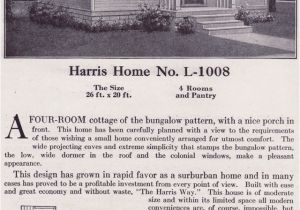 Harris Home No. L-1008
The Size
26 ft. x 20 ft.
4 Rooms
and Pantry
A FOUR-ROOM cottage of the bungalow pattern, with a nice porch in
front. This home has been carefully planned with a view to the requirements
of those wishing a small home conveniently arranged for utmost comfort. The
wide projecting eaves and extreme simplicity that stamps the bungalow pattern,
the low, wide dormer in the roof and the colonial windows, make a pleasant
appearance.
This design has grown in rapid favor as a suburban home and in many
cases has proved to be a profitable investment from every point of view. Built with
great economy and without waste, "The Harris Way." This house is of moderate
size and within its limited space all modern